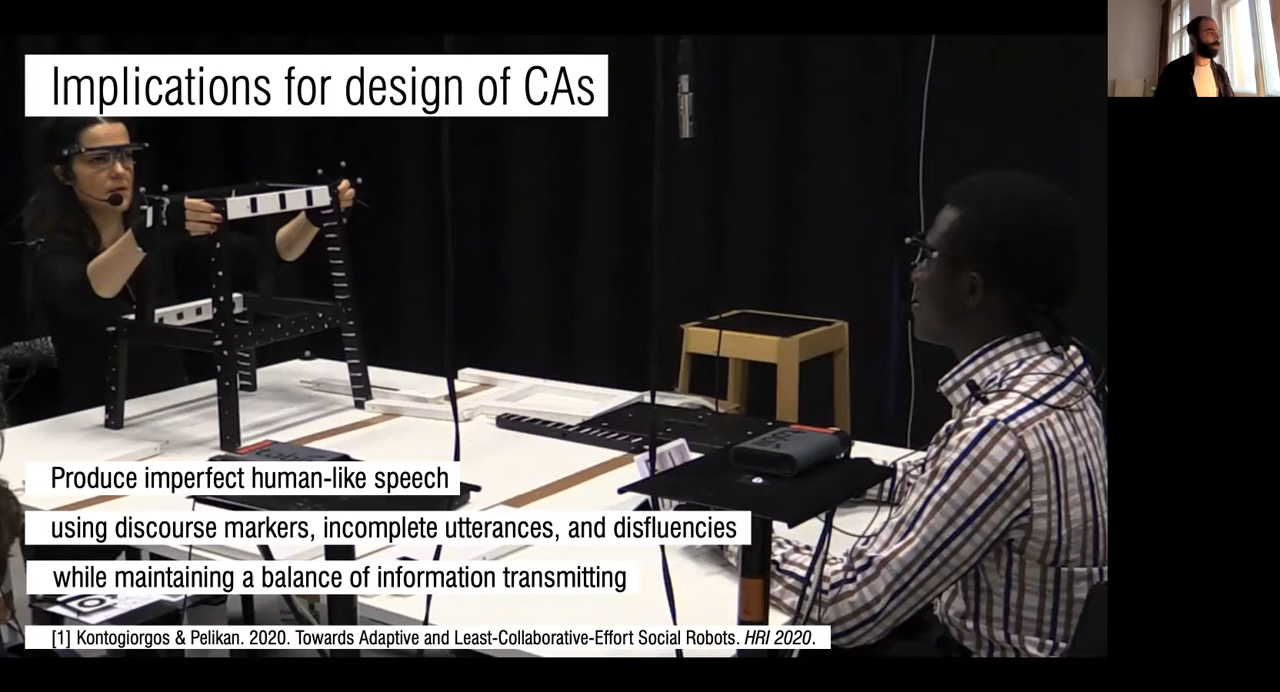 Implications for design of CAs
Produce imperfect human-like speech
using discourse markers, incomplete utterances, and disfluencies
while maintaining a balance of information transmitting
[1] Kontogiorgos & Pelikan. 2020. Towards Adaptive and Least-Collaborative-Effort Social Robots. HRI 2020.